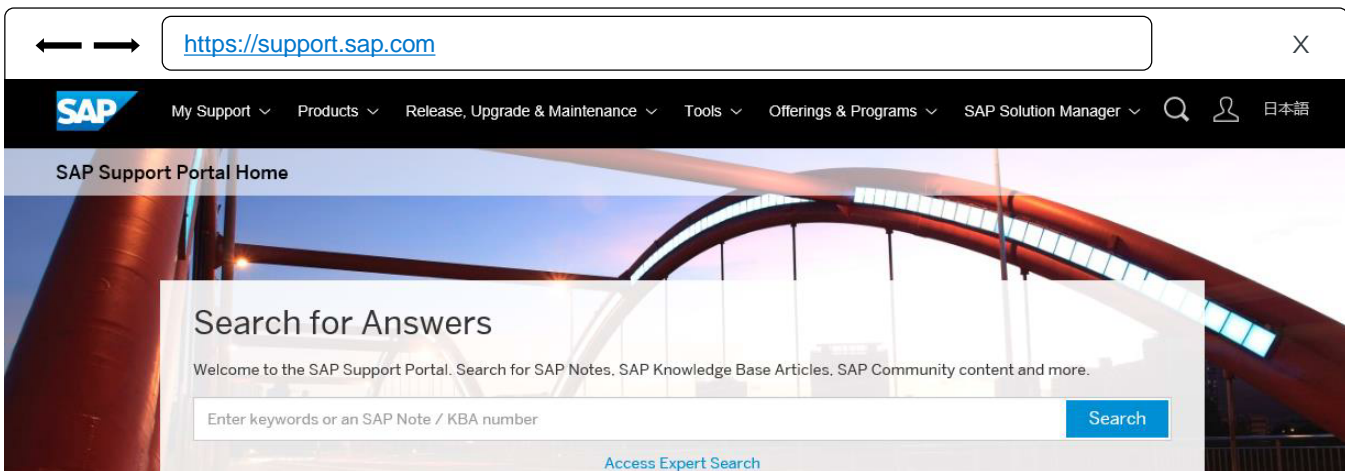 https://support.sap.com X
SAP My Support Products Release, Upgrade & Maintenance Tools Offerings & Programs SAP Solution Manager 日本語
SAP Support Portal Home
Search for Answers
Welcome to the SAP Support Portal. Search for SAP Notes, SAP Knowledge Base Articles, SAP Community content and more.
Enter keywords or an SAP Note / KBA number Search
Access Expert Search